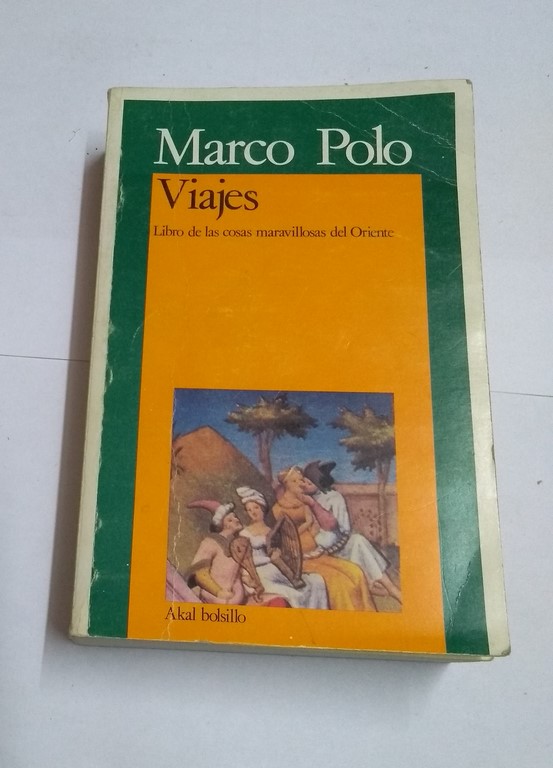 Marco Polo
Viajes
Libro de las cosas maravillosas del Oriente
Akal bolsillo